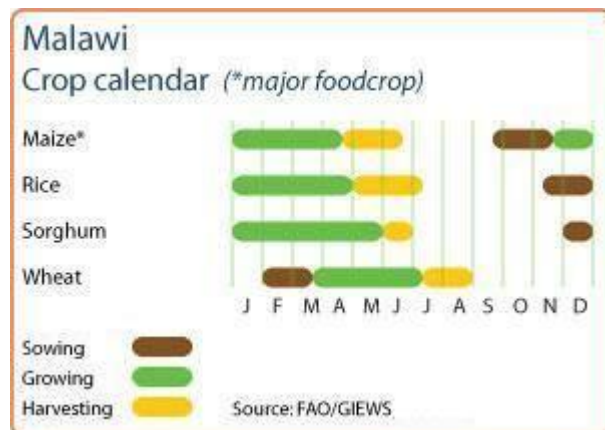 Malawi
Crop calendar (*major foodcrop)
Maize*
Rice
Sorghum
Wheat
J F M A M J J A S O N D
Sowing
Growing
Harvesting
Source: FAO/GIEWS